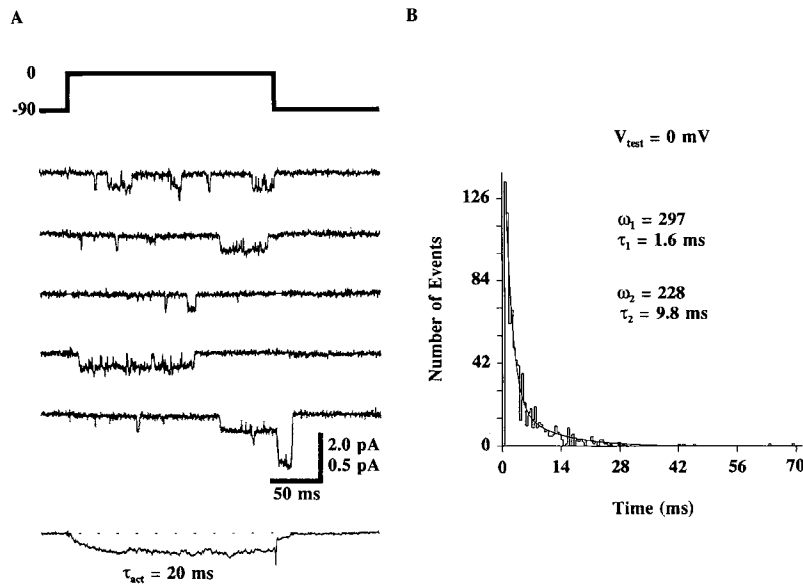 A
0
-90
2.0 pA
0.5 pA
50 ms
τact = 20 ms
B
Vtest = 0 mV
ω1 = 297
τ1 = 1.6 ms
ω2 = 228
τ2 = 9.8 ms
Number of Events
126
84
42
0
0 14 28 42 56 70
Time (ms)